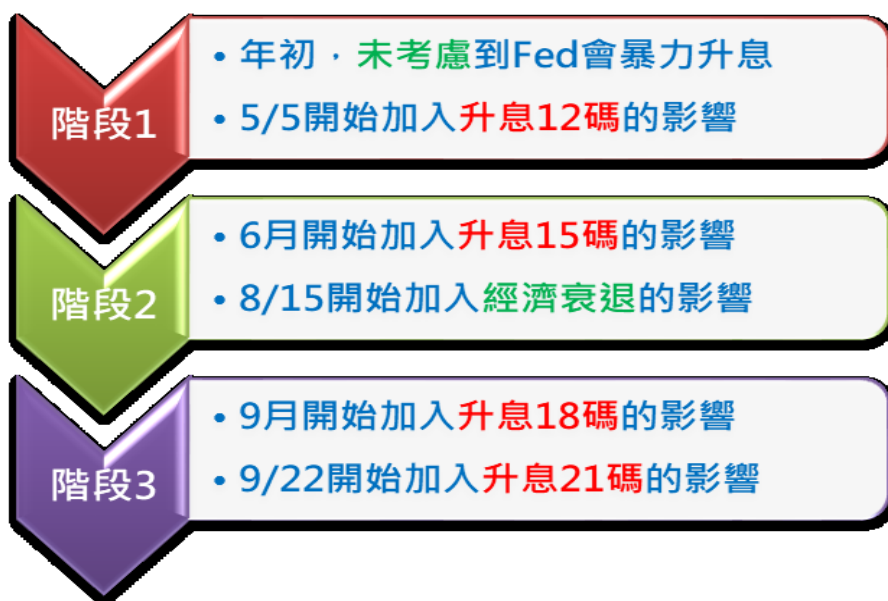 階段1
• 年初，未考慮到Fed會暴力升息
• 5/5開始加入升息12碼的影響
階段2
• 6月開始加入升息15碼的影響
• 8/15開始加入經濟衰退的影響
階段3
• 9月開始加入升息18碼的影響
• 9/22開始加入升息21碼的影響